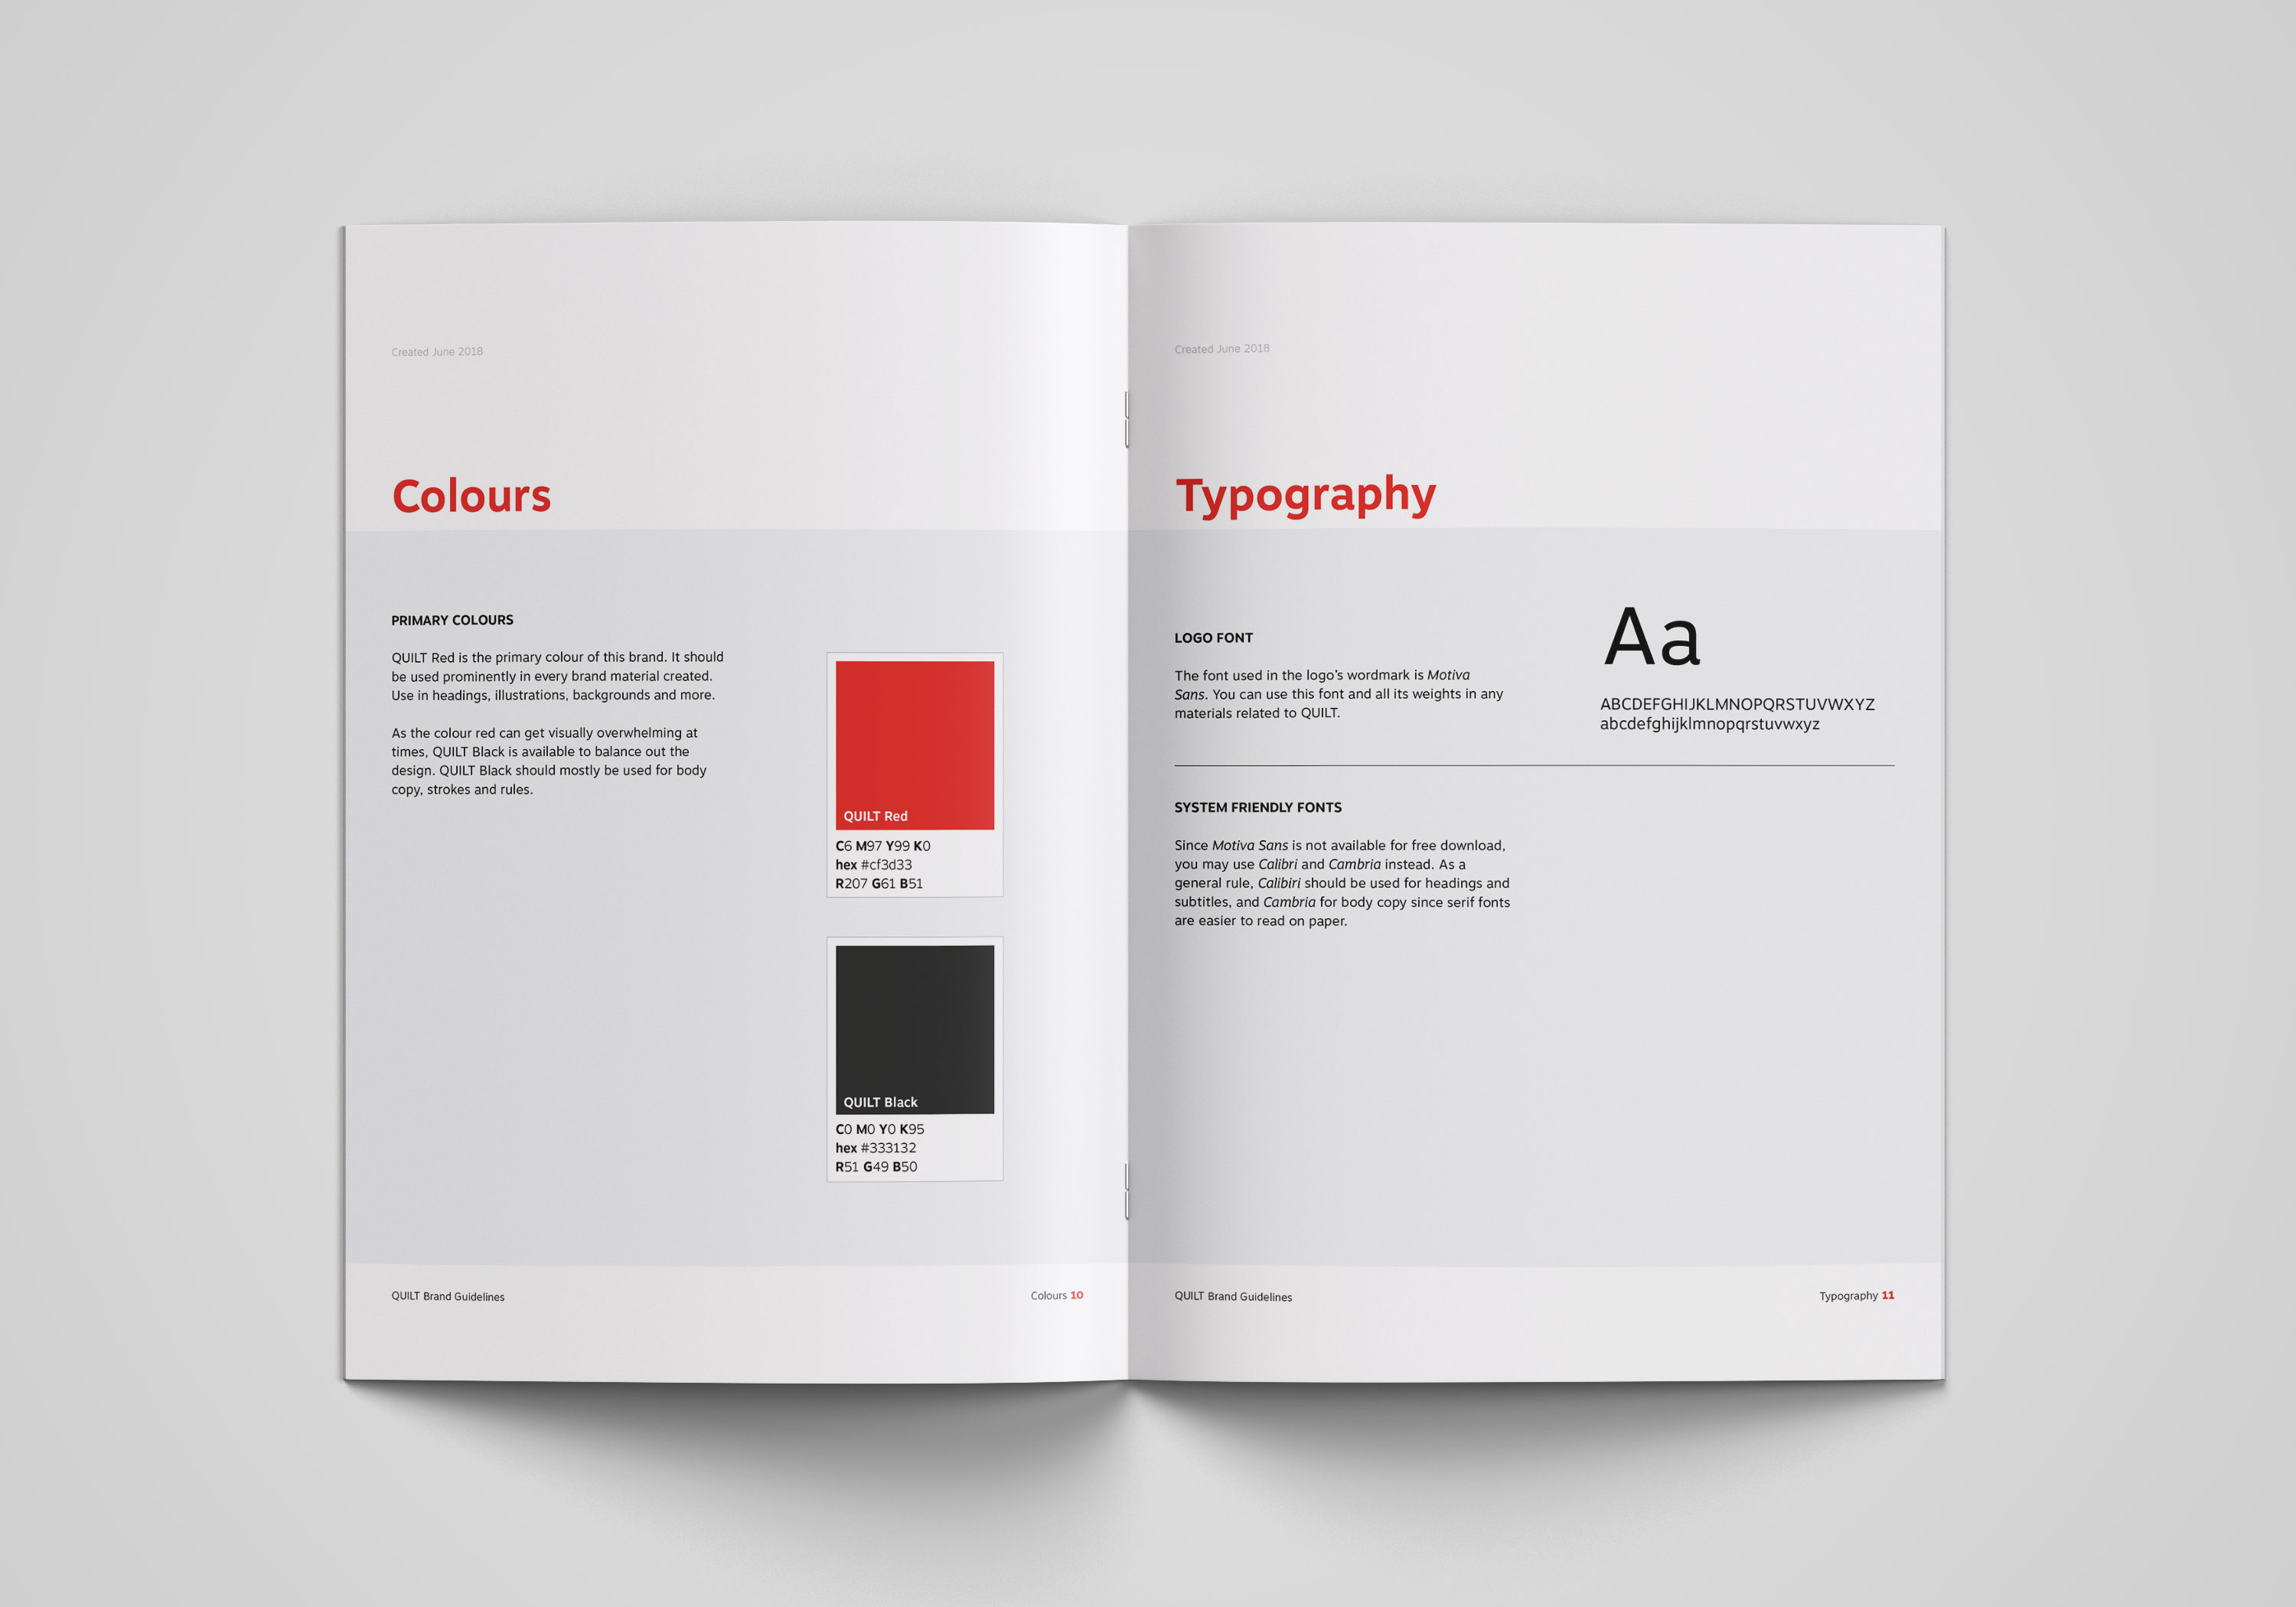 Created June 2018
Colours
PRIMARY COLOURS
QUILT Red is the primary colour of this brand. It should
be used prominently in every brand material created.
Use in headings, illustrations, backgrounds and more.
As the colour red can get visually overwhelming at
times, QUILT Black is available to balance out the
design. QUILT Black should mostly be used for body
copy, strokes and rules.
QUILT Red
C6 M97 Y99 K0
hex #cf3d33
R207 G61 B51
QUILT Black
C0 M0 Y0 K95
hex #333132
R51 G49 B50
QUILT Brand Guidelines
Colours 10
Created June 2018
Typography
LOGO FONT
The font used in the logo's wordmark is Motiva
Sans. You can use this font and all its weights in any
materials related to QUILT.
Aa
ABCDEFGHIJKLMNOPQRSTUVWXYZ
abcdefghijklmnopqrstuvwxyz
SYSTEM FRIENDLY FONTS
Since Motiva Sans is not available for free download,
you may use Calibri and Cambria instead. As a
general rule, Calibiri should be used for headings and
subtitles, and Cambria for body copy since serif fonts
are easier to read on paper.
QUILT Brand Guidelines
Typography 11